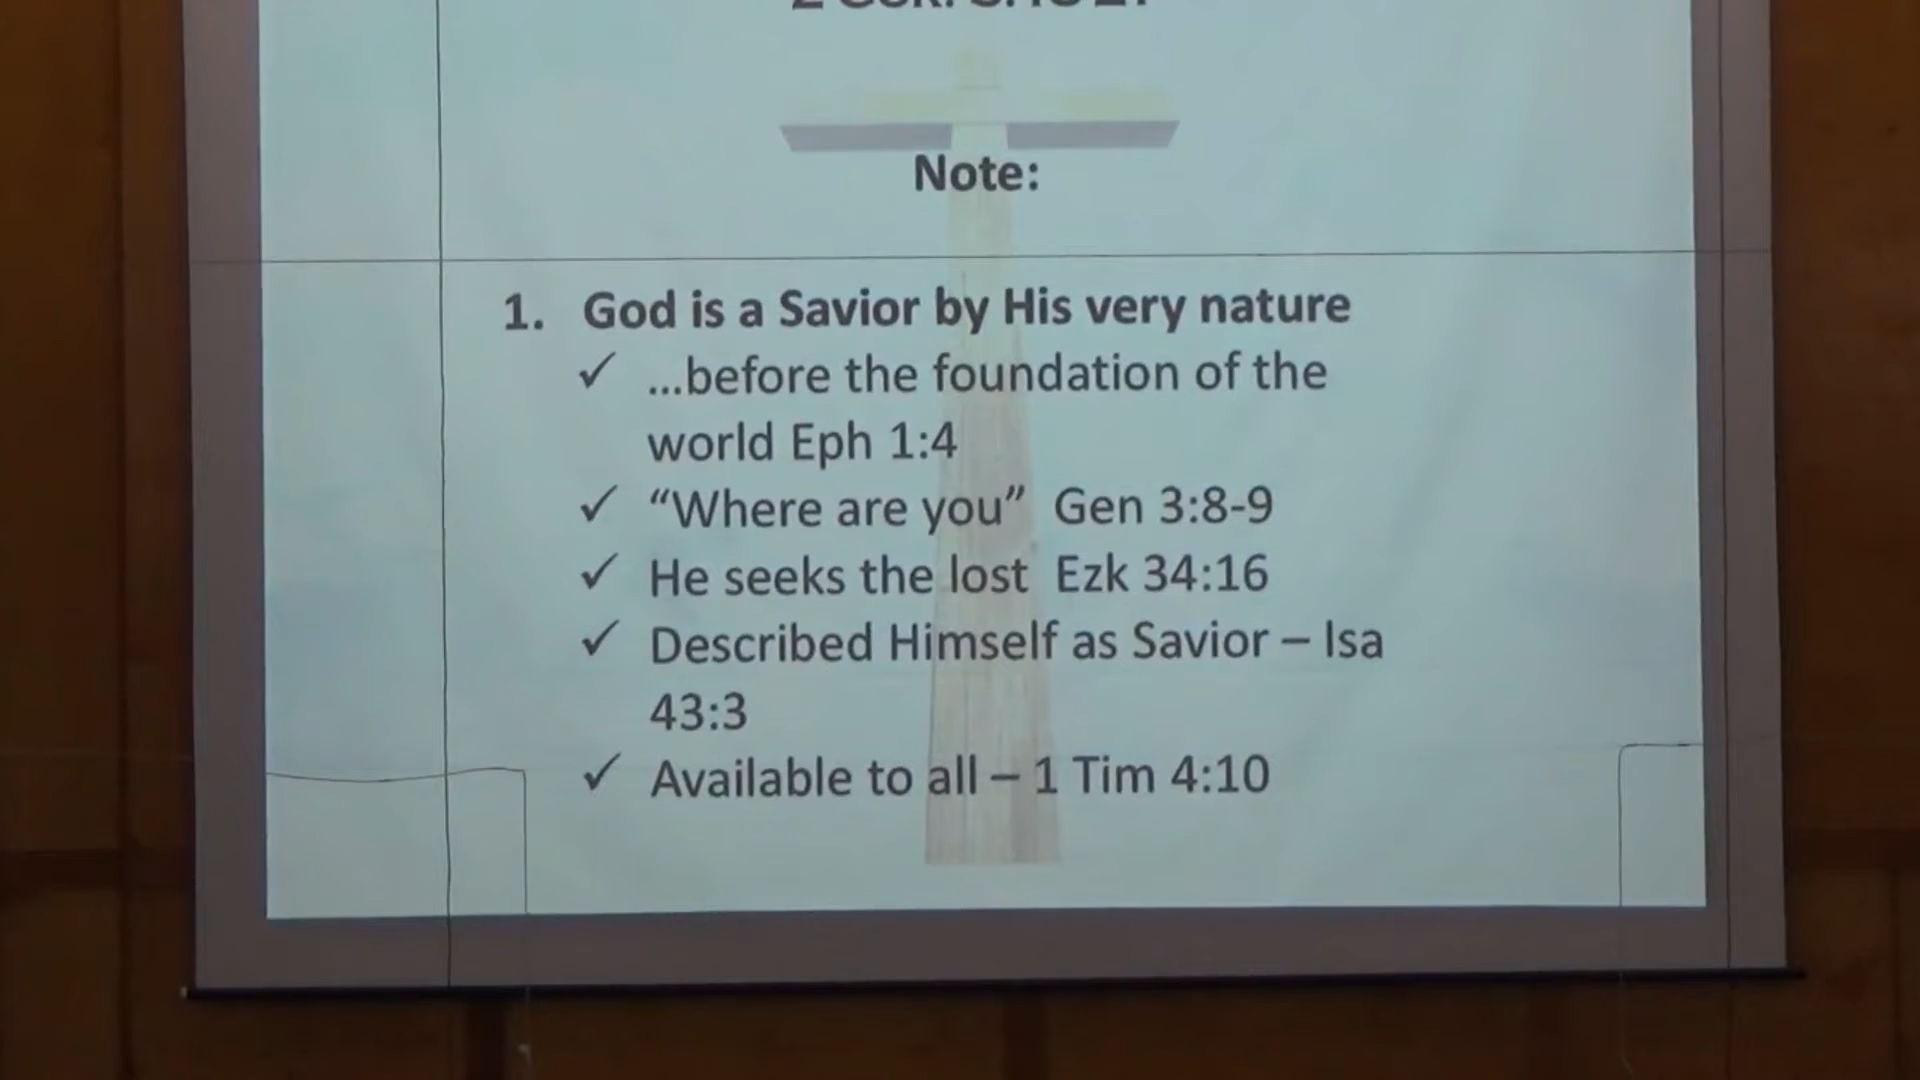 Note:
1. God is a Savior by His very nature
✓ ...before the foundation of the
world Eph 1:4
✓ “Where are you” Gen 3:8-9
✓ He seeks the lost Ezk 34:16
✓ Described Himself as Savior – Isa
43:3
✓ Available to all – 1 Tim 4:10